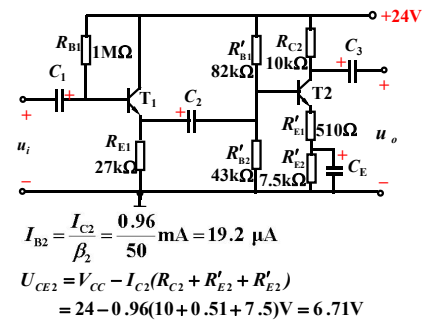 +24V
R_B1
1MΩ
R'_B1
82kΩ
R_C2
10kΩ
C_3
+
C_1
+
T_1
C_2
+
T2
+
u_i
−
R_E1
27kΩ
R'_B2
43kΩ
R'_E1
510Ω
R'_E2
7.5kΩ
+
C_E
+
u_o
−
I_B2 = I_C2/β_2 = 0.96/50 mA = 19.2 μA
U_CE2 = V_CC − I_C2(R_C2 + R'_E2 + R'_E2)
= 24 − 0.96(10 + 0.51 + 7.5)V = 6.71V